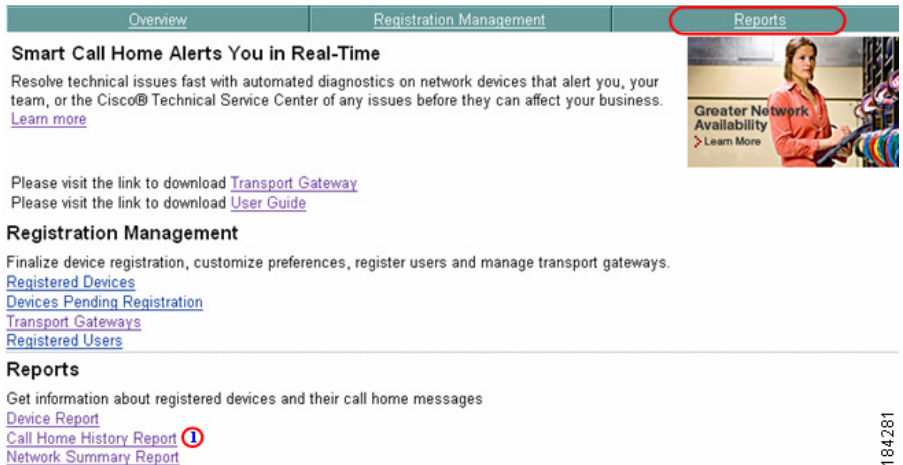 Overview
Registration Management
Reports
Smart Call Home Alerts You in Real-Time
Resolve technical issues fast with automated diagnostics on network devices that alert you, your
team, or the Cisco® Technical Service Center of any issues before they can affect your business.
Learn more
Greater Network
Availability
Learn More
Please visit the link to download Transport Gateway
Please visit the link to download User Guide
Registration Management
Finalize device registration, customize preferences, register users and manage transport gateways.
Registered Devices
Devices Pending Registration
Transport Gateways
Registered Users
Reports
Get information about registered devices and their call home messages
Device Report
Call Home History Report 1
Network Summary Report
184281